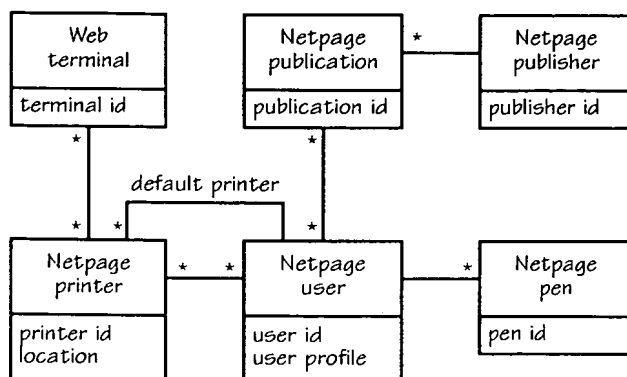 Web
terminal
terminal id
Netpage
publication
publication id
*
Netpage
publisher
publisher id
*
*
default printer
*
*
*
Netpage
printer
printer id
location
*
*
Netpage
user
user id
user profile
*
Netpage
pen
pen id